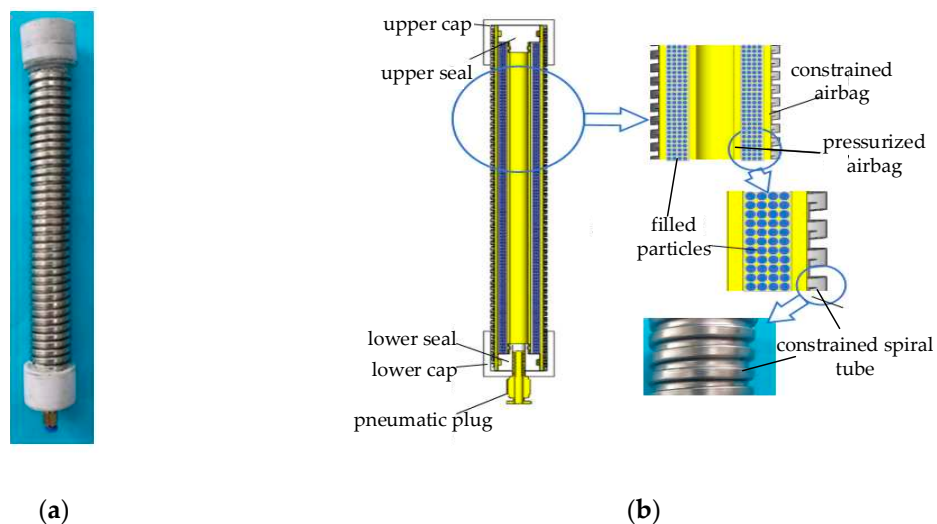 upper cap
upper seal
constrained
airbag
pressurized
airbag
filled
particles
lower seal
lower cap
constrained spiral
tube
pneumatic plug
(a)
(b)